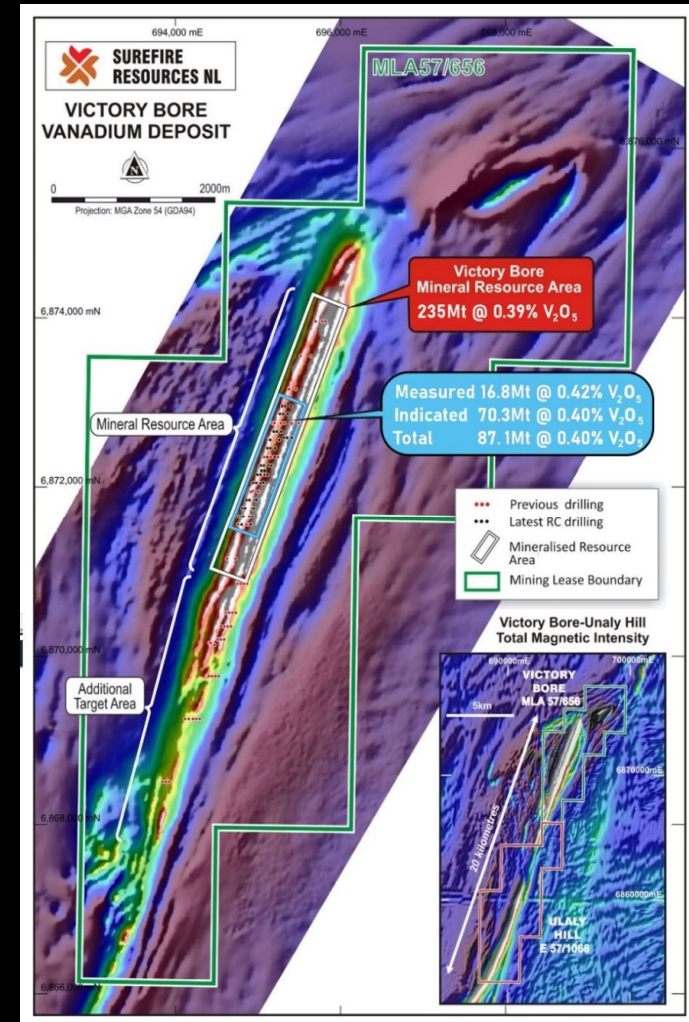 694,000 mE
696,000 mE
698,000 mE
SUREFIRE
RESOURCES NL
MLA57/656
VICTORY BORE
VANADIUM DEPOSIT
6,876,000 mN
N
0
2000m
Projection: MGA Zone 54 (GDA94)
Victory Bore
Mineral Resource Area
235Mt @ 0.39% V₂O₅
6,874,000 mN
Measured 16.8Mt @ 0.42% V₂O₅
Indicated 70.3Mt @ 0.40% V₂O₅
Total 87.1Mt @ 0.40% V₂O₅
Mineral Resource Area
6,872,000 mN
Previous drilling
Latest RC drilling
Mineralised Resource
Area
Mining Lease Boundary
Victory Bore-Unaly Hill
Total Magnetic Intensity
6,870,000 mN
690000mE
700000mE
VICTORY
BORE
MLA 57/656
5km
Additional
Target Area
6870000mE
6,868,000 mN
20 Kilometres
6860000mE
ULALY
HILL
E 57/1068
6,866,000 mN